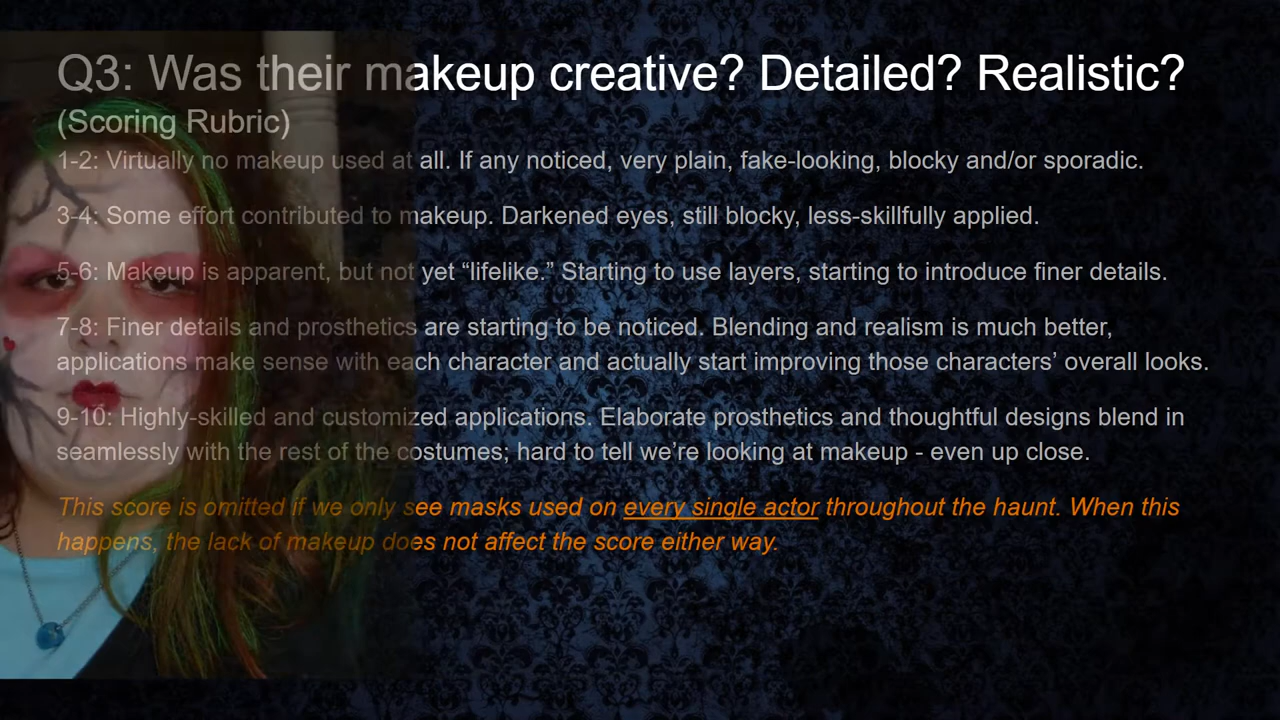 Q3: Was their makeup creative? Detailed? Realistic?
(Scoring Rubric)
1-2: Virtually no makeup used at all. If any noticed, very plain, fake-looking, blocky and/or sporadic.
3-4: Some effort contributed to makeup. Darkened eyes, still blocky, less-skillfully applied.
5-6: Makeup is apparent, but not yet “lifelike.” Starting to use layers, starting to introduce finer details.
7-8: Finer details and prosthetics are starting to be noticed. Blending and realism is much better,
applications make sense with each character and actually start improving those characters’ overall looks.
9-10: Highly-skilled and customized applications. Elaborate prosthetics and thoughtful designs blend in
seamlessly with the rest of the costumes; hard to tell we’re looking at makeup - even up close.
This score is omitted if we only see masks used on every single actor throughout the haunt. When this
happens, the lack of makeup does not affect the score either way.